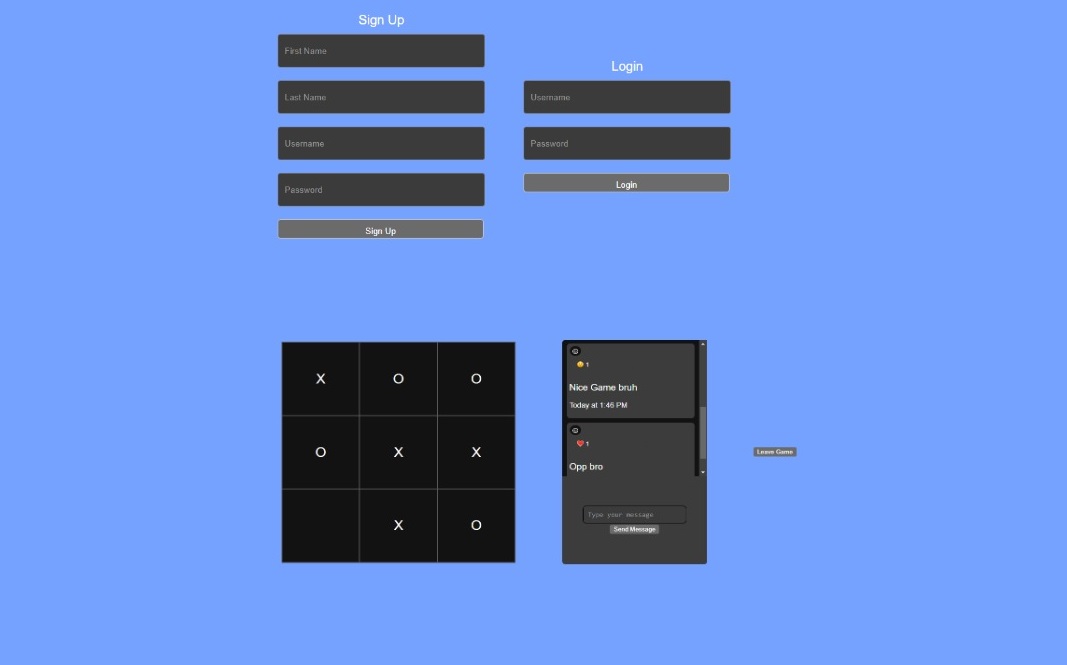 Sign Up
First Name
Last Name
Username
Password
Sign Up
Login
Username
Password
Login
X O O
O X X
X O
1
Nice Game bruh
Today at 1:46 PM
1
Opp bro
Type your message
Send Message
Leave Game